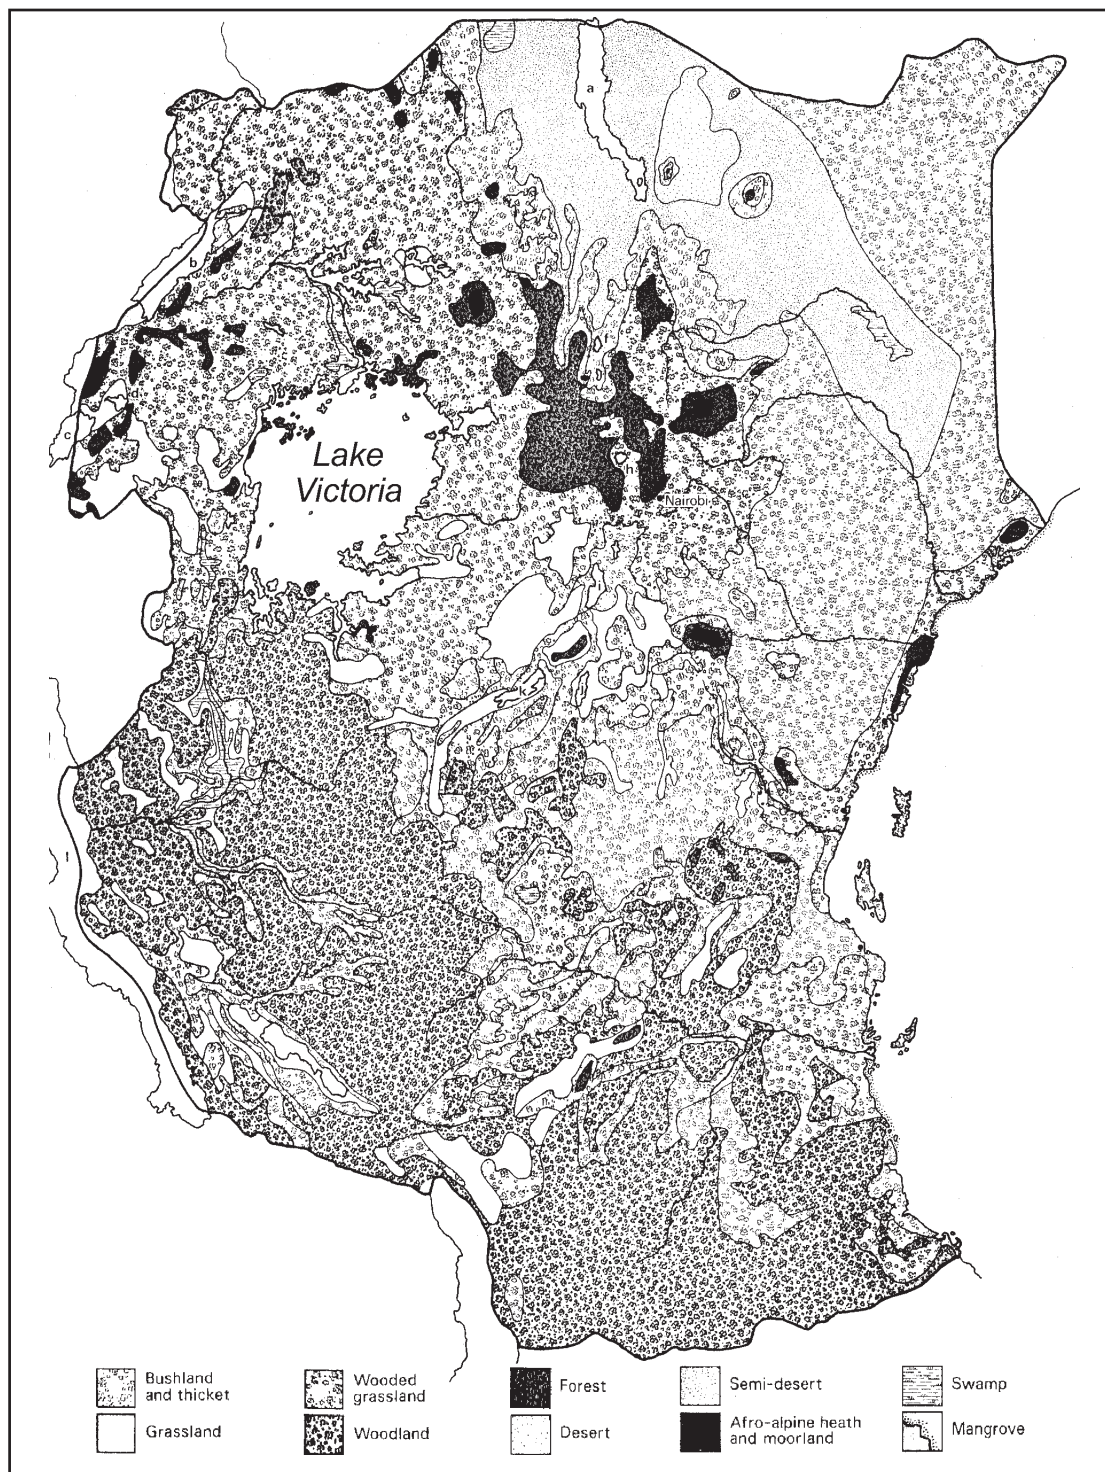 a
b
c
Lake
Victoria
h
Nairobi
k
l
Bushland
and thicket
Wooded
grassland
Forest
Semi-desert
Swamp
Grassland
Woodland
Desert
Afro-alpine heath
and moorland
Mangrove